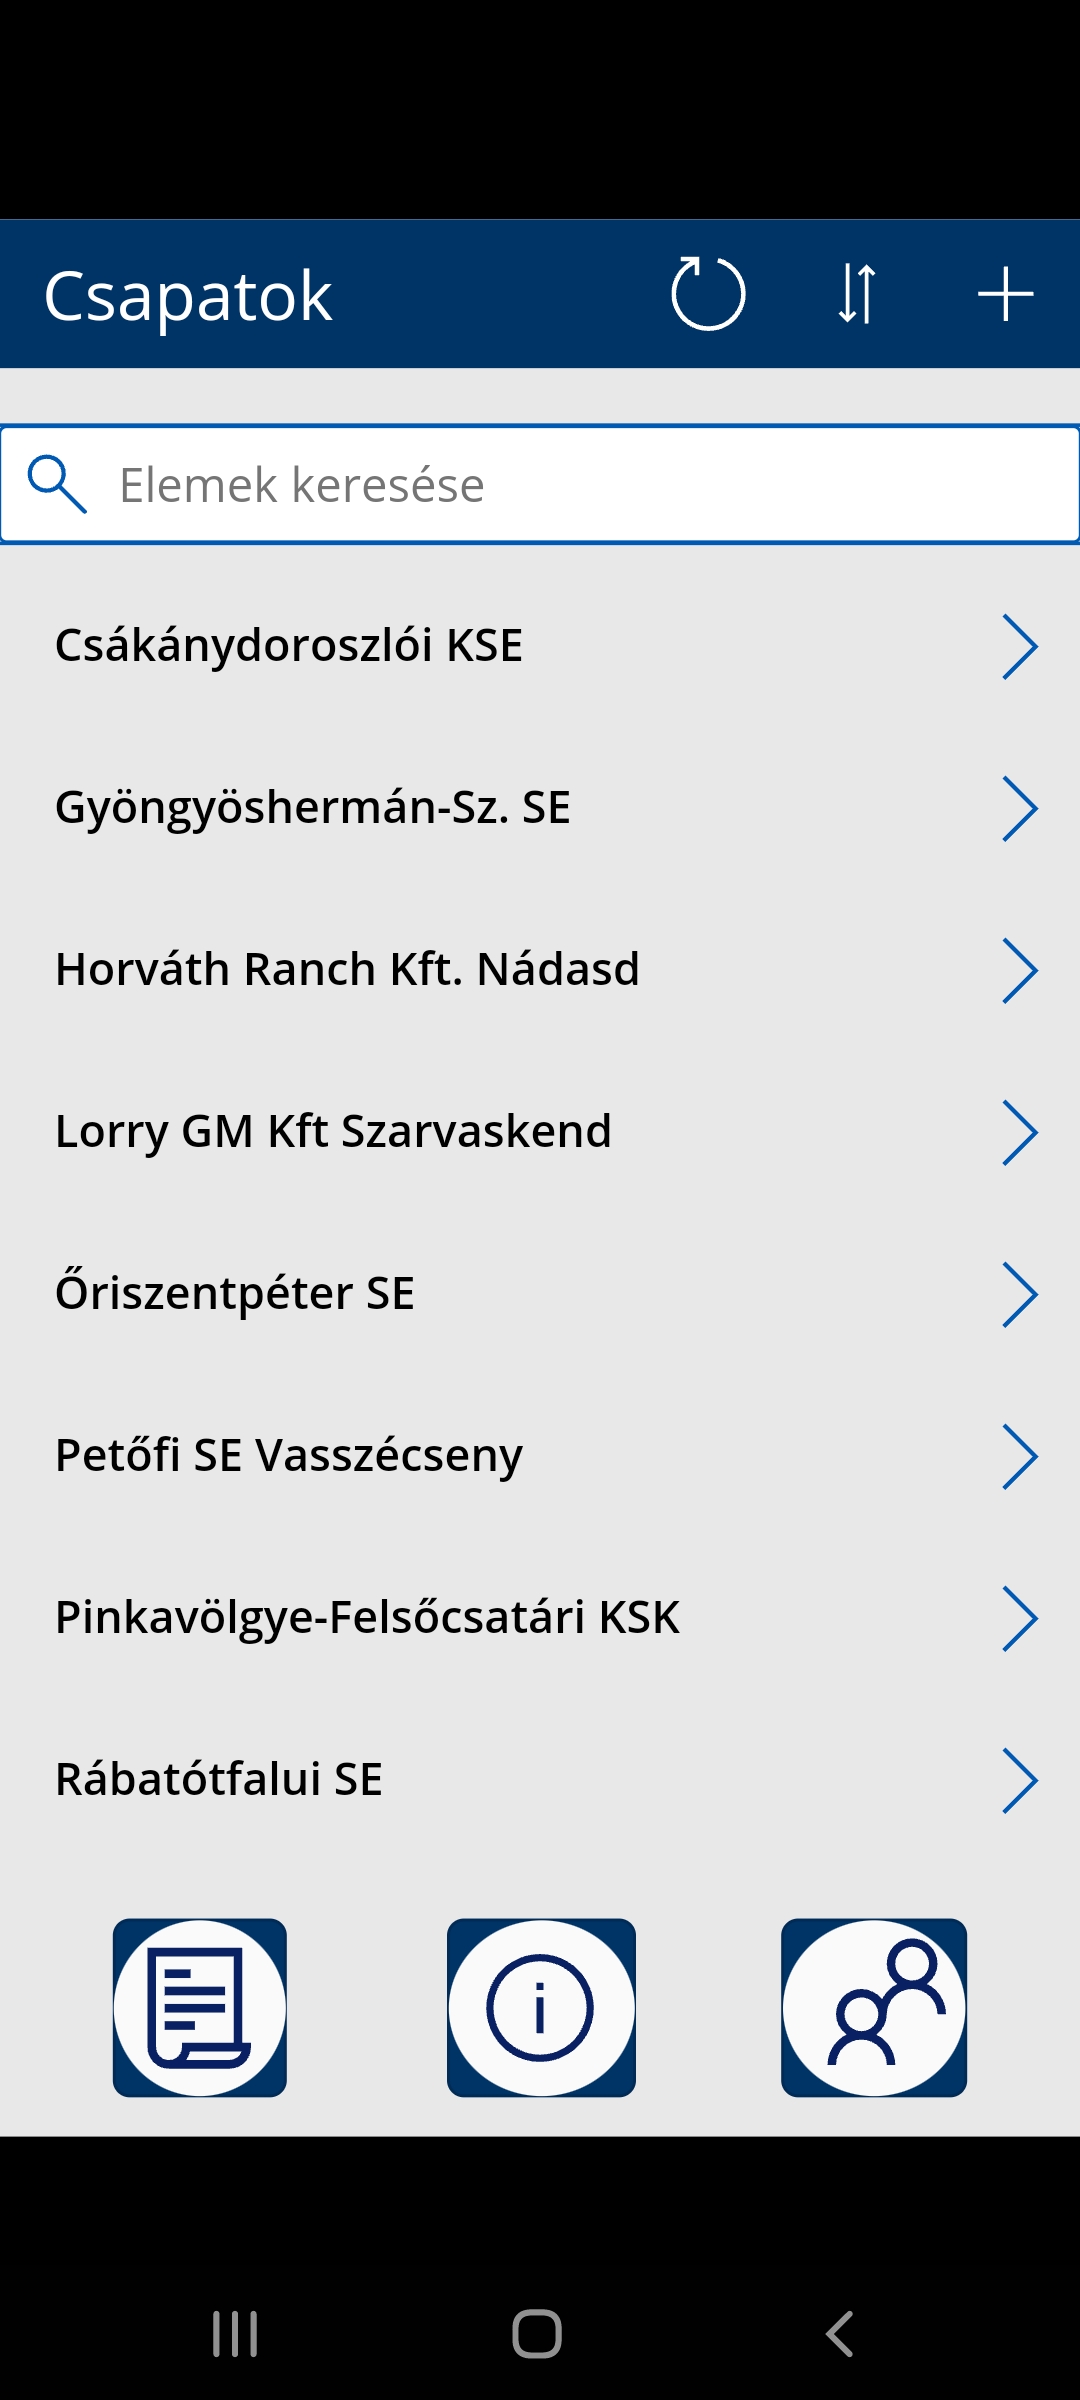 Csapatok
Elemek keresése
Csákánydoroszlói KSE
Gyöngyöshermán-Sz. SE
Horváth Ranch Kft. Nádasd
Lorry GM Kft Szarvaskend
Őriszentpéter SE
Petőfi SE Vasszécseny
Pinkavölgye-Felsőcsatári KSK
Rábatótfalui SE